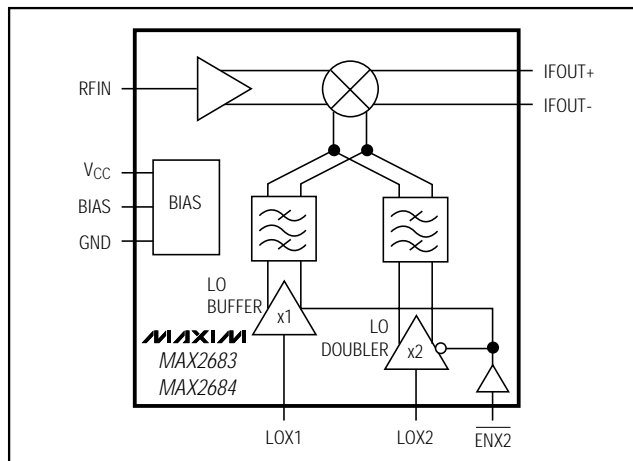 RFIN
IFOUT+
IFOUT-
VCC
BIAS
GND
BIAS
LO
BUFFER
x1
LO
DOUBLER
x2
MAXIM
MAX2683
MAX2684
LOX1
LOX2
ENX2